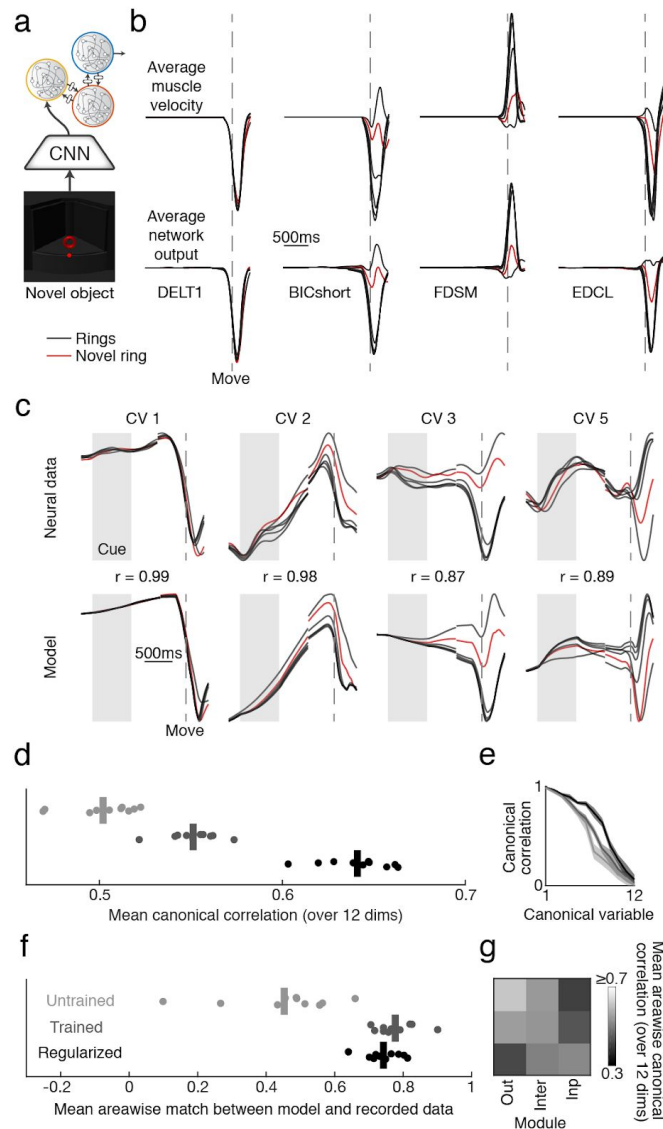 a
b
CNN
Novel object
Rings
Novel ring
Average
muscle
velocity
Average
network
output
500ms
DELT1
BICshort
FDSM
EDCL
Move
c
CV 1
CV 2
CV 3
CV 5
Neural data
Cue
r = 0.99
r = 0.98
r = 0.87
r = 0.89
Model
500ms
Move
d
0.5
0.6
0.7
Mean canonical correlation (over 12 dims)
e
Canonical
correlation
1
0
1
12
Canonical variable
f
Untrained
Trained
Regularized
-0.2
0
0.2
0.4
0.6
0.8
1
Mean areawise match between model and recorded data
g
Out
Inter
Inp
Module
≥0.7
0.3
Mean areawise canonical
correlation (over 12 dims)